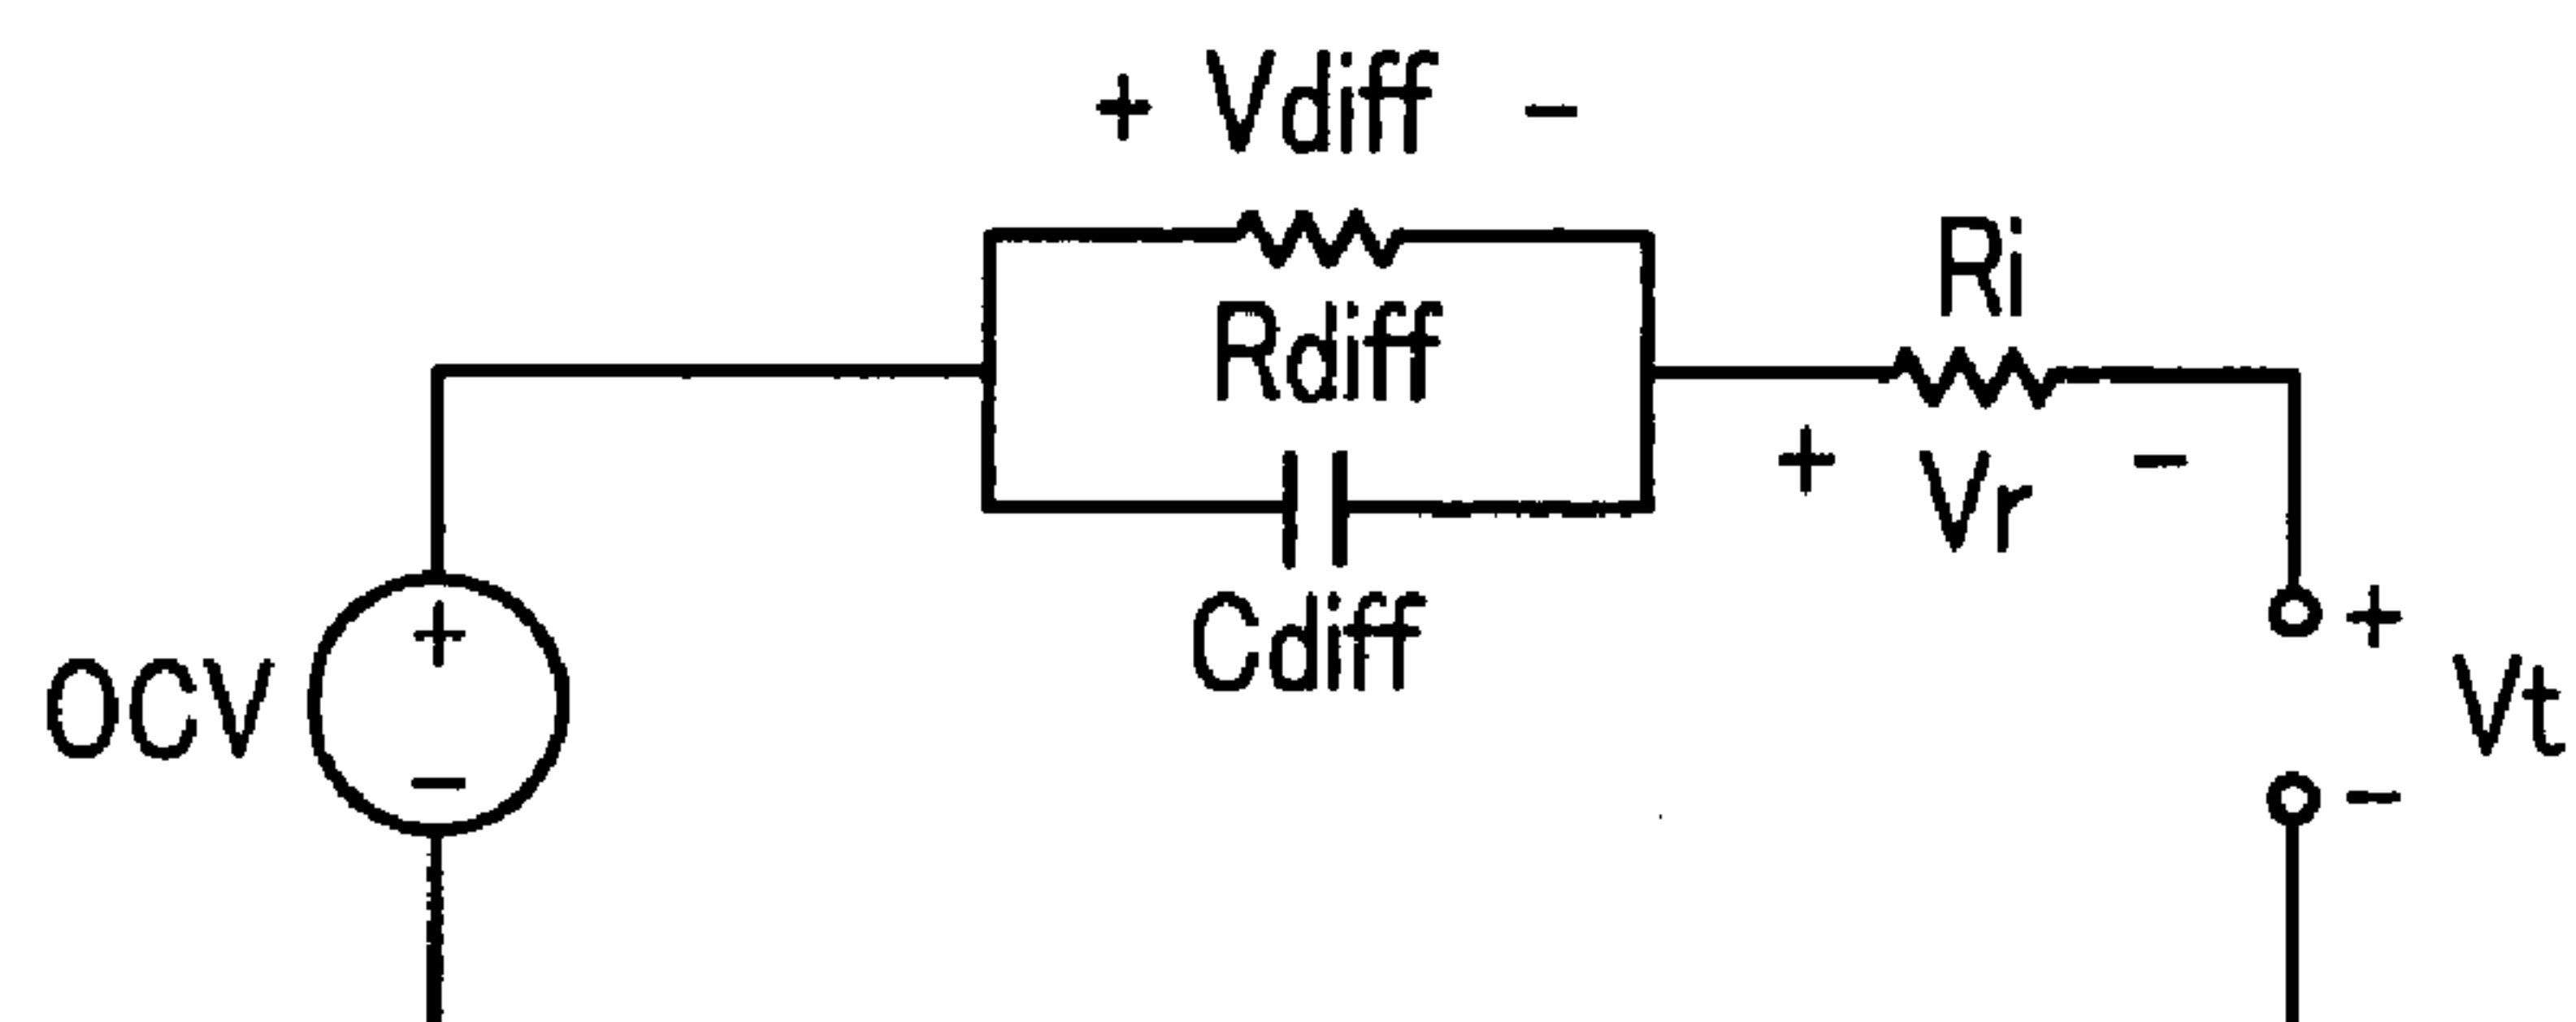 + Vdiff −
Rdiff
Ri
+ Vr −
Cdiff
OCV
+
−
+
Vt
−